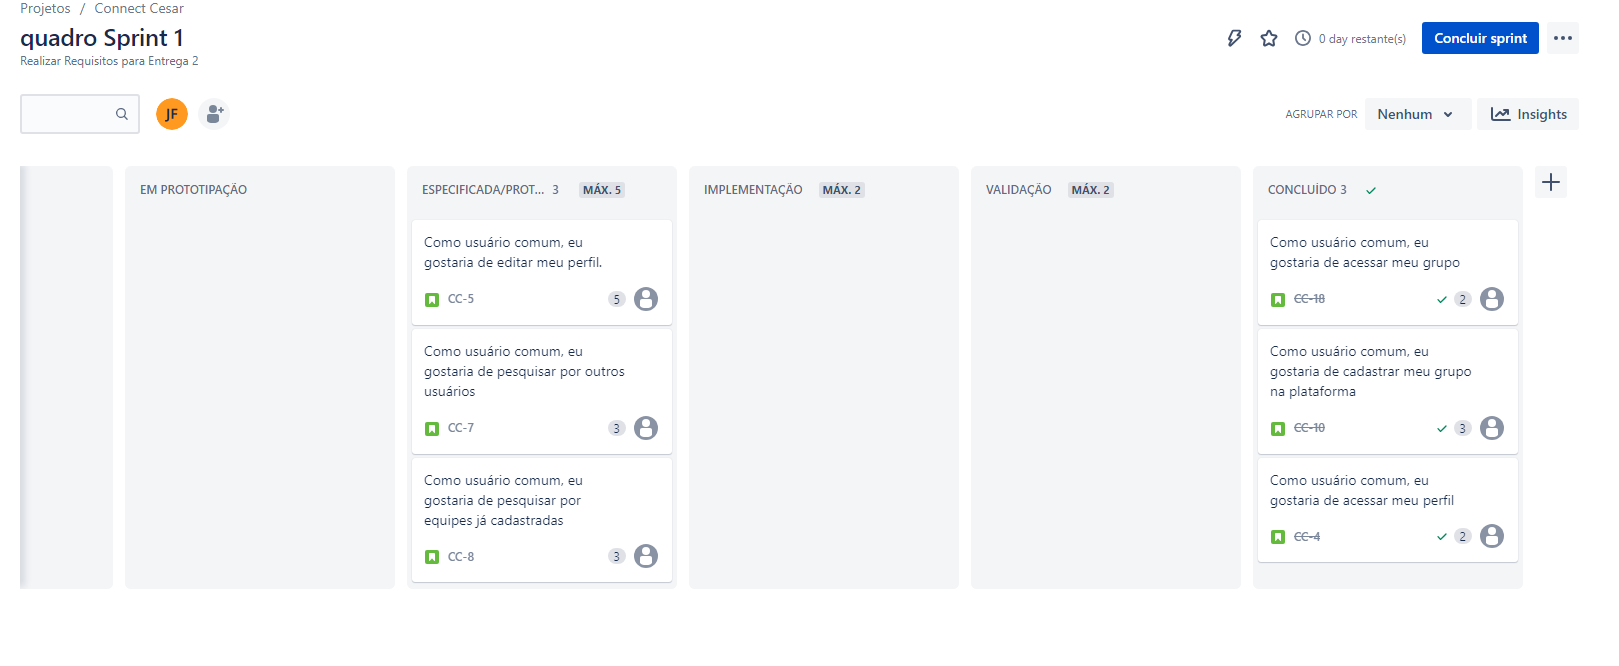 Projetos / Connect Cesar
quadro Sprint 1
Realizar Requisitos para Entrega 2
0 day restante(s)
Concluir sprint
JF
AGRUPAR POR
Nenhum
Insights
EM PROTOTIPAÇÃO
ESPECIFICADA/PROT... 3 MÁX. 5
Como usuário comum, eu
gostaria de editar meu perfil.
CC-5 5
Como usuário comum, eu
gostaria de pesquisar por outros
usuários
CC-7 3
Como usuário comum, eu
gostaria de pesquisar por
equipes já cadastradas
CC-8 3
IMPLEMENTAÇÃO MÁX. 2
VALIDAÇÃO MÁX. 2
CONCLUÍDO 3
Como usuário comum, eu
gostaria de acessar meu grupo
CC-18 2
Como usuário comum, eu
gostaria de cadastrar meu grupo
na plataforma
CC-10 3
Como usuário comum, eu
gostaria de acessar meu perfil
CC-4 2